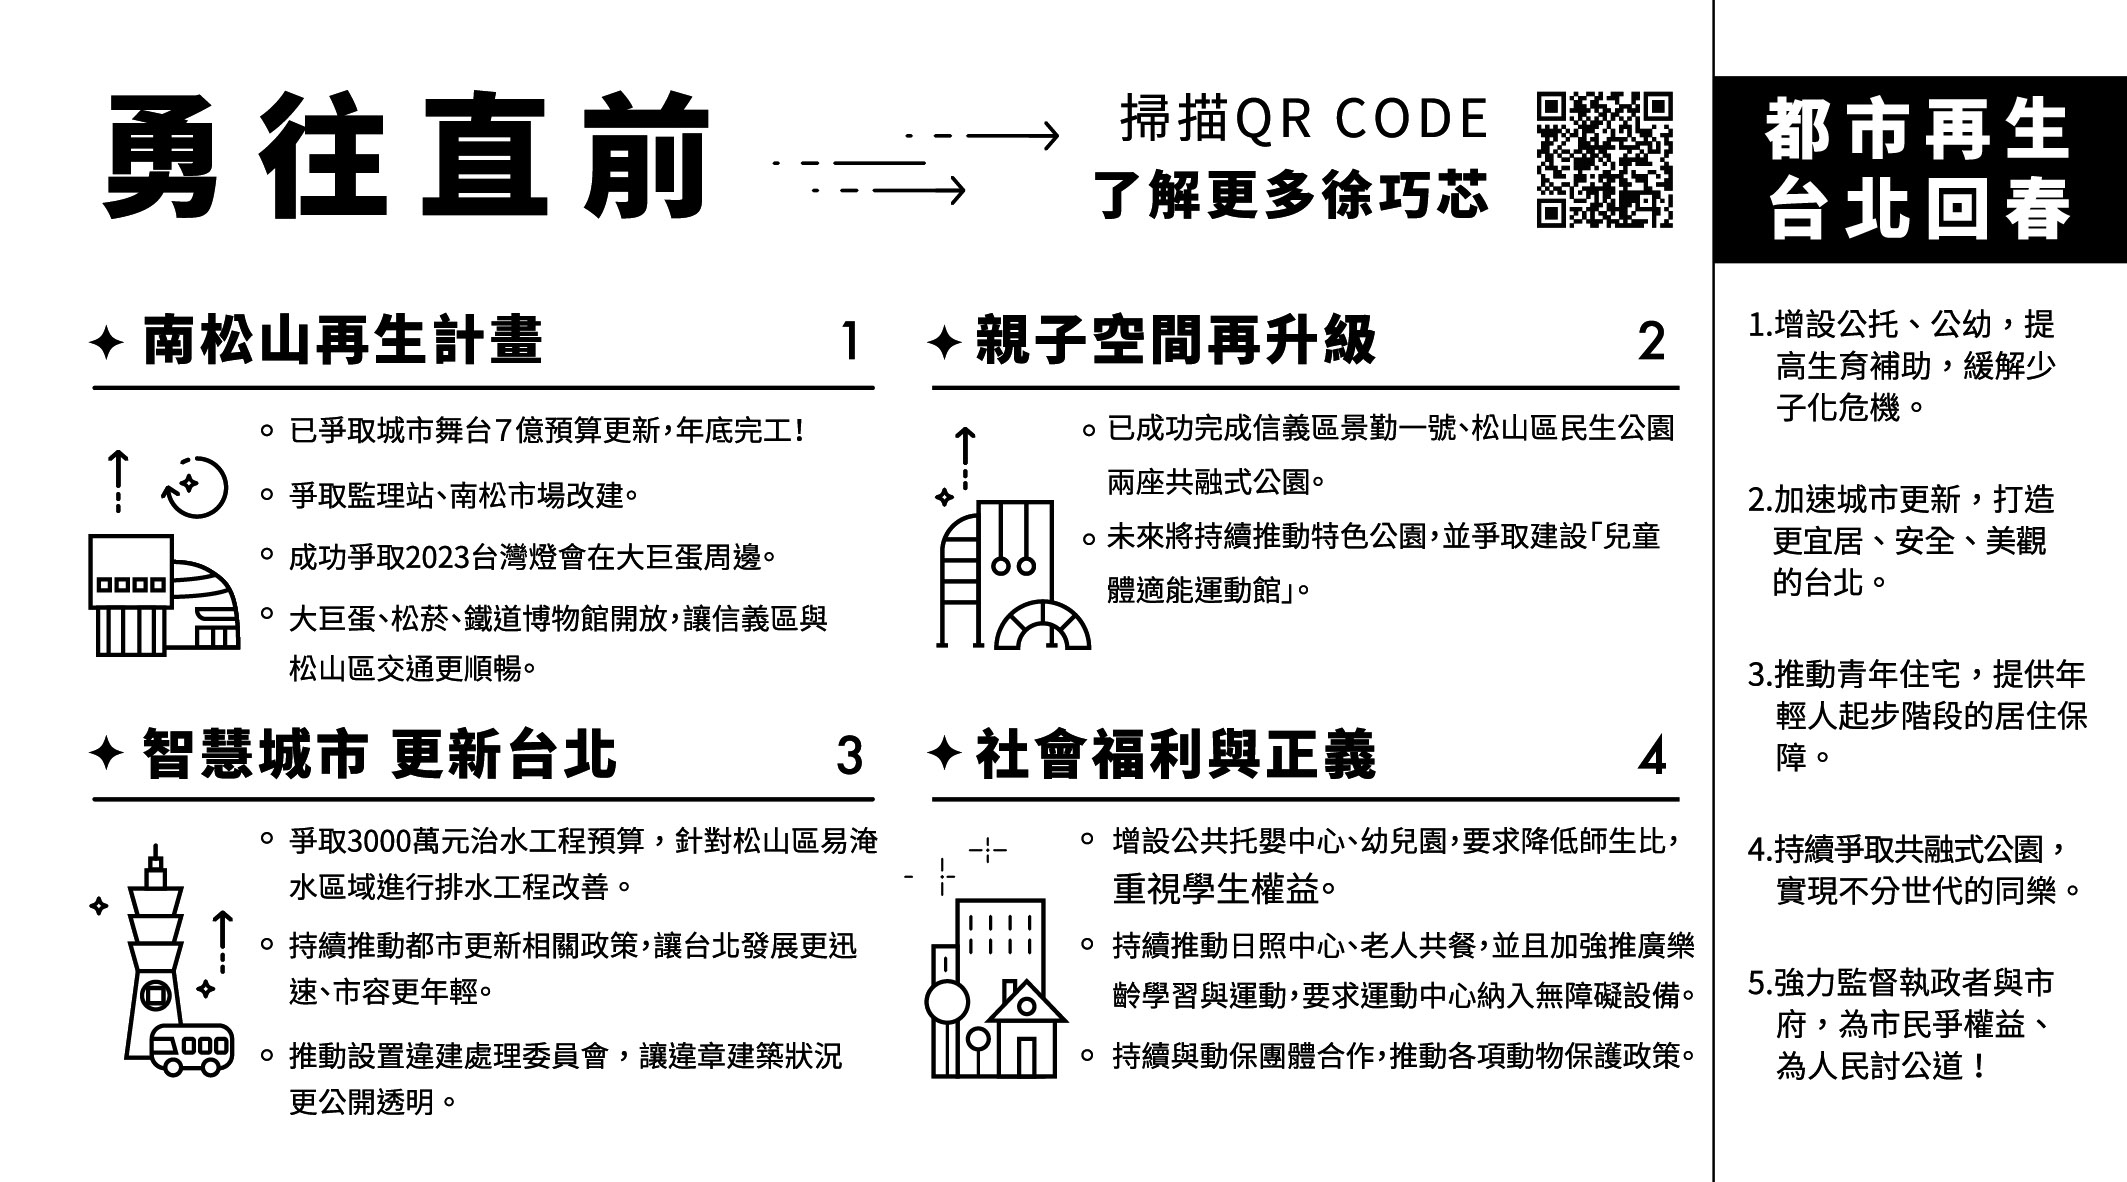 勇往直前
掃描QR CODE
了解更多徐巧芯
南松山再生計畫 1
已爭取城市舞台7億預算更新,年底完工!
爭取監理站、南松市場改建。
成功爭取2023台灣燈會在大巨蛋周邊。
大巨蛋、松菸、鐵道博物館開放,讓信義區與
松山區交通更順暢。
親子空間再升級 2
已成功完成信義區景勤一號、松山區民生公園
兩座共融式公園。
未來將持續推動特色公園,並爭取建設「兒童
體適能運動館」。
智慧城市 更新台北 3
爭取3000萬元治水工程預算,針對松山區易淹
水區域進行排水工程改善。
持續推動都市更新相關政策,讓台北發展更迅
速、市容更年輕。
推動設置違建處理委員會,讓違章建築狀況
更公開透明。
社會福利與正義 4
增設公共托嬰中心、幼兒園,要求降低師生比,
重視學生權益。
持續推動日照中心、老人共餐,並且加強推廣樂
齡學習與運動,要求運動中心納入無障礙設備。
持續與動保團體合作,推動各項動物保護政策。
都市再生
台北回春
1.增設公托、公幼,提
高生育補助,緩解少
子化危機。
2.加速城市更新,打造
更宜居、安全、美觀
的台北。
3.推動青年住宅,提供年
輕人起步階段的居住保
障。
4.持續爭取共融式公園,
實現不分世代的同樂。
5.強力監督執政者與市
府,為市民爭權益、
為人民討公道!